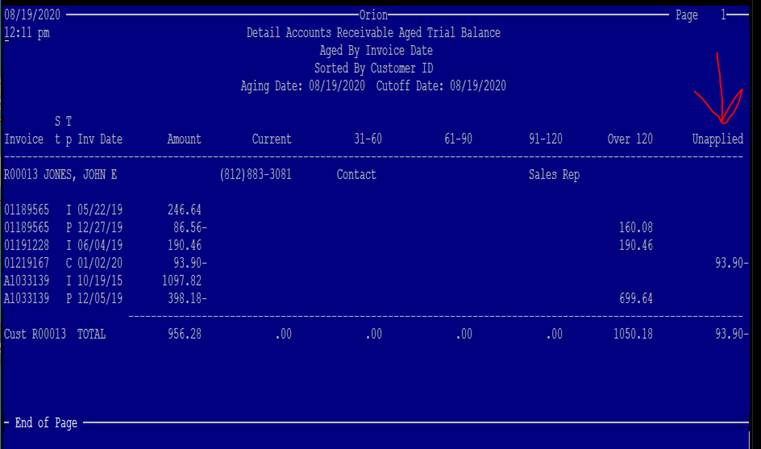 08/19/2020 Orion Page 1
12:11 pm Detail Accounts Receivable Aged Trial Balance
Aged By Invoice Date
Sorted By Customer ID
Aging Date: 08/19/2020 Cutoff Date: 08/19/2020
S T
Invoice t p Inv Date Amount Current 31-60 61-90 91-120 Over 120 Unapplied
R00013 JONES, JOHN E (812)883-3081 Contact Sales Rep
01189565 I 05/22/19 246.64
01189565 P 12/27/19 86.56- 160.08
01191228 I 06/04/19 190.46 190.46
01219167 C 01/02/20 93.90- 93.90-
A1033139 I 10/19/15 1097.82
A1033139 P 12/05/19 398.18- 699.64
Cust R00013 TOTAL 956.28 .00 .00 .00 .00 1050.18 93.90-
End of Page